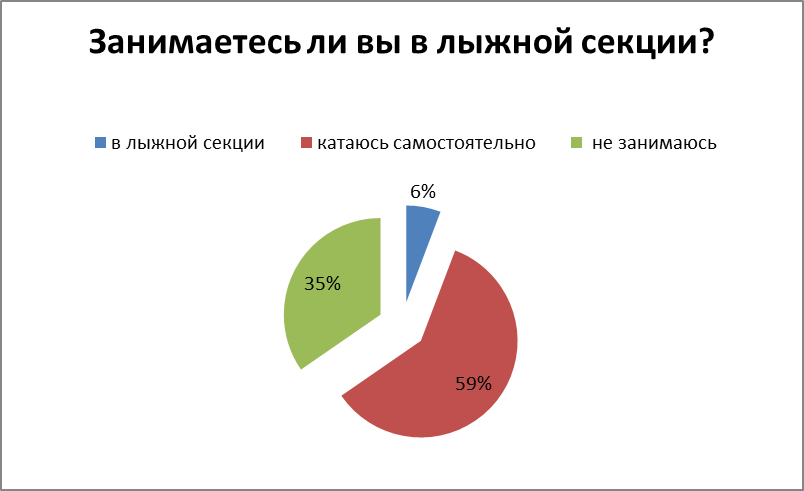 Занимаетесь ли вы в лыжной секции?
в лыжной секции катаюсь самостоятельно не занимаюсь
6%
35%
59%